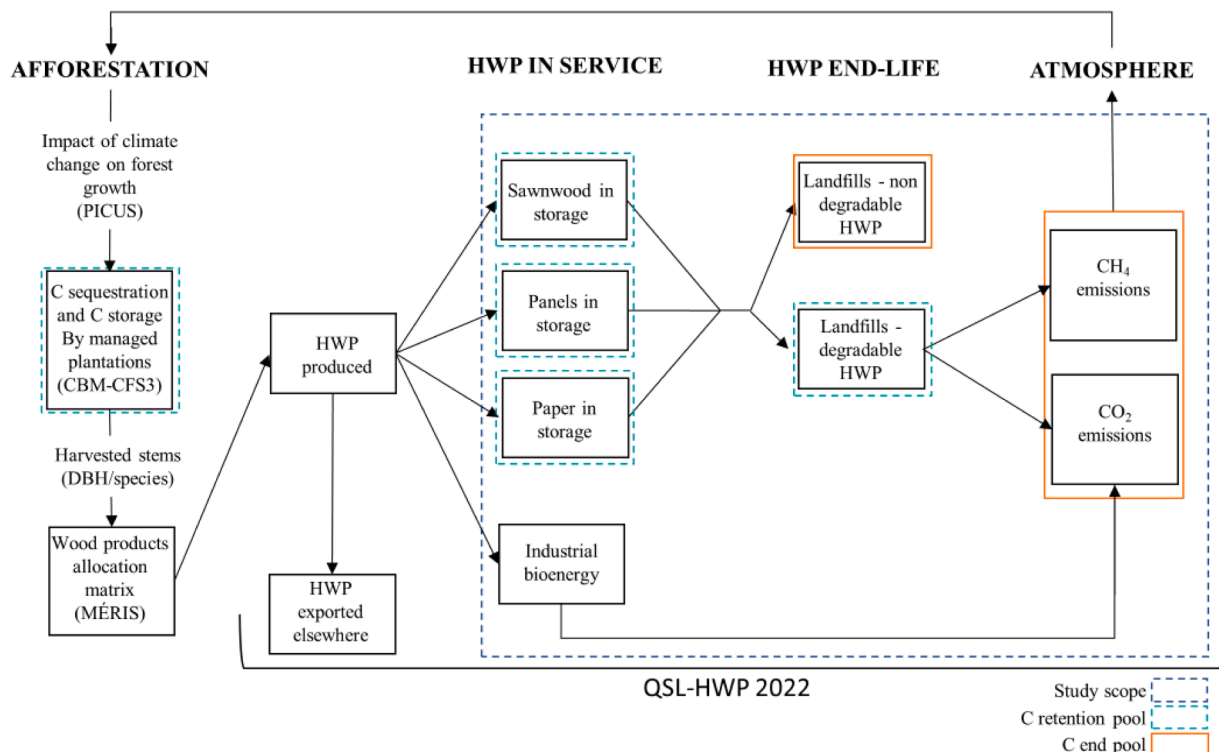 AFFORESTATION
HWP IN SERVICE
HWP END-LIFE
ATMOSPHERE
Impact of climate
change on forest
growth
(PICUS)
C sequestration
and C storage
By managed
plantations
(CBM-CFS3)
Harvested stems
(DBH/species)
Wood products
allocation
matrix
(MÉRIS)
HWP
produced
HWP
exported
elsewhere
Sawnwood in
storage
Panels in
storage
Paper in
storage
Industrial
bioenergy
Landfills - non
degradable
HWP
Landfills -
degradable
HWP
CH4
emissions
CO2
emissions
QSL-HWP 2022
Study scope
C retention pool
C end pool